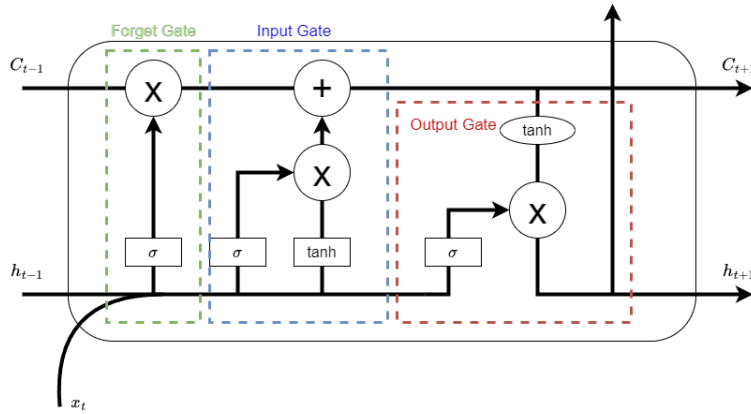 Forget Gate
Input Gate
C_{t-1}
C_{t+1}
X
+
tanh
Output Gate
X
X
σ
σ
tanh
σ
h_{t-1}
h_{t+1}
x_t